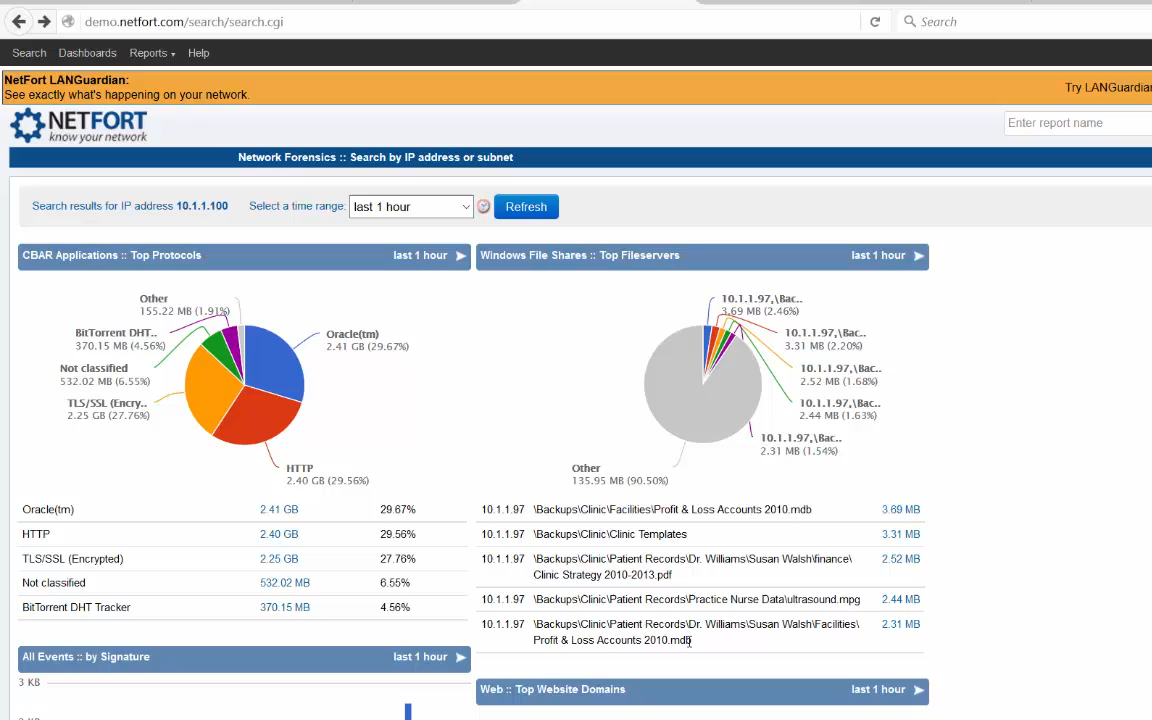 demo.netfort.com/search/search.cgi
Search
Search Dashboards Reports Help
NetFort LANGuardian:
See exactly what's happening on your network.
Try LANGuardian
NETFORT
know your network
Enter report name
Network Forensics :: Search by IP address or subnet
Search results for IP address 10.1.1.100 Select a time range: last 1 hour Refresh
CBAR Applications :: Top Protocols last 1 hour
Other
155.22 MB (1.91%)
BitTorrent DHT..
370.15 MB (4.56%)
Not classified
532.02 MB (6.55%)
TLS/SSL (Encry..
2.25 GB (27.76%)
Oracle(tm)
2.41 GB (29.67%)
HTTP
2.40 GB (29.56%)
Oracle(tm) 2.41 GB 29.67%
HTTP 2.40 GB 29.56%
TLS/SSL (Encrypted) 2.25 GB 27.76%
Not classified 532.02 MB 6.55%
BitTorrent DHT Tracker 370.15 MB 4.56%
All Events :: by Signature last 1 hour
3 KB
Windows File Shares :: Top Fileservers last 1 hour
10.1.1.97,\Bac..
3.69 MB (2.46%)
10.1.1.97,\Bac..
3.31 MB (2.20%)
10.1.1.97,\Bac..
2.52 MB (1.68%)
10.1.1.97,\Bac..
2.44 MB (1.63%)
10.1.1.97,\Bac..
2.31 MB (1.54%)
Other
135.95 MB (90.50%)
10.1.1.97 \Backups\Clinic\Facilities\Profit & Loss Accounts 2010.mdb 3.69 MB
10.1.1.97 \Backups\Clinic\Clinic Templates 3.31 MB
10.1.1.97 \Backups\Clinic\Patient Records\Dr. Williams\Susan Walsh\finance\ 2.52 MB
Clinic Strategy 2010-2013.pdf
10.1.1.97 \Backups\Clinic\Patient Records\Practice Nurse Data\ultrasound.mpg 2.44 MB
10.1.1.97 \Backups\Clinic\Patient Records\Dr. Williams\Susan Walsh\Facilities\ 2.31 MB
Profit & Loss Accounts 2010.mdb
Web :: Top Website Domains last 1 hour